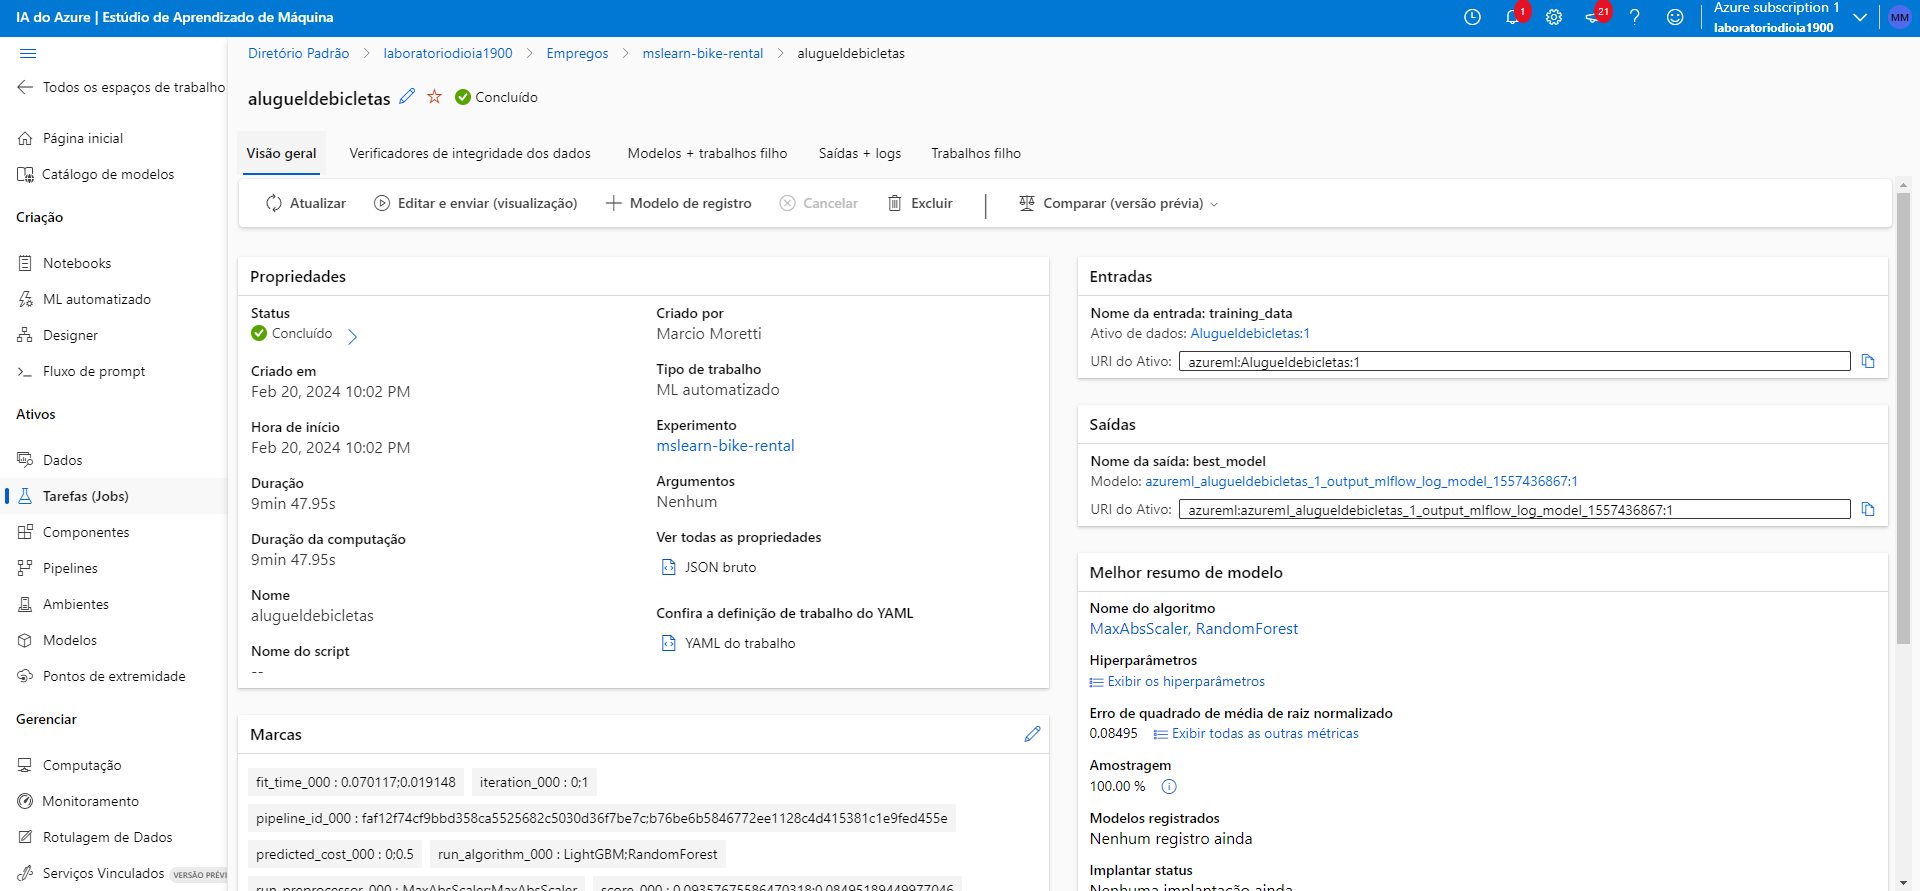 IA do Azure | Estúdio de Aprendizado de Máquina
1
21
Azure subscription 1
laboratoriodioia1900
MM
Todos os espaços de trabalho
Página inicial
Catálogo de modelos
Criação
Notebooks
ML automatizado
Designer
Fluxo de prompt
Ativos
Dados
Tarefas (Jobs)
Componentes
Pipelines
Ambientes
Modelos
Pontos de extremidade
Gerenciar
Computação
Monitoramento
Rotulagem de Dados
Serviços Vinculados VERSÃO PRÉVI
Diretório Padrão > laboratoriodioia1900 > Empregos > mslearn-bike-rental > alugueldebicletas
alugueldebicletas Concluído
Visão geral Verificadores de integridade dos dados Modelos + trabalhos filho Saídas + logs Trabalhos filho
Atualizar Editar e enviar (visualização) Modelo de registro Cancelar Excluir | Comparar (versão prévia)
Propriedades
Status
Concluído
Criado em
Feb 20, 2024 10:02 PM
Hora de início
Feb 20, 2024 10:02 PM
Duração
9min 47.95s
Duração da computação
9min 47.95s
Nome
alugueldebicletas
Nome do script
--
Criado por
Marcio Moretti
Tipo de trabalho
ML automatizado
Experimento
mslearn-bike-rental
Argumentos
Nenhum
Ver todas as propriedades
JSON bruto
Confira a definição de trabalho do YAML
YAML do trabalho
Marcas
fit_time_000 : 0.070117;0.019148 iteration_000 : 0;1
pipeline_id_000 : faf12f74cf9bbd358ca5525682c5030d36f7be7c;b76be6b5846772ee1128c4d415381c1e9fed455e
predicted_cost_000 : 0;0.5 run_algorithm_000 : LightGBM;RandomForest
run_preprocessor_000 : MaxAbsScaler;MaxAbsScaler score_000 : 0.09357675586470318;0.08495189449977046
Entradas
Nome da entrada: training_data
Ativo de dados: Alugueldebicletas:1
URI do Ativo: azureml:Alugueldebicletas:1
Saídas
Nome da saída: best_model
Modelo: azureml_alugueldebicletas_1_output_mlflow_log_model_1557436867:1
URI do Ativo: azureml:azureml_alugueldebicletas_1_output_mlflow_log_model_1557436867:1
Melhor resumo de modelo
Nome do algoritmo
MaxAbsScaler, RandomForest
Hiperparâmetros
Exibir os hiperparâmetros
Erro de quadrado de média de raiz normalizado
0.08495 Exibir todas as outras métricas
Amostragem
100.00 %
Modelos registrados
Nenhum registro ainda
Implantar status
Nenhuma implantação ainda